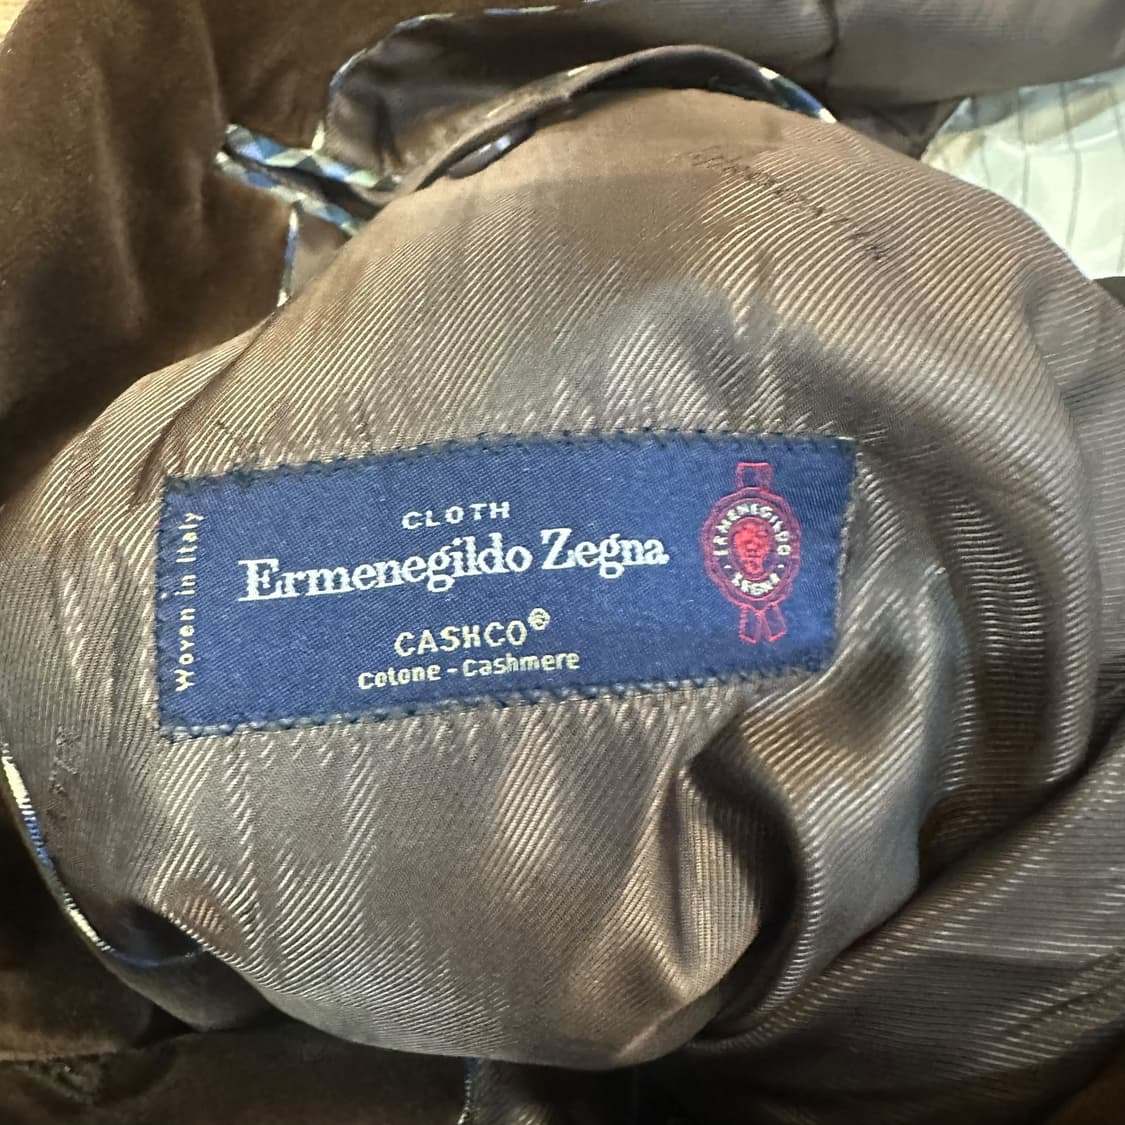 Woven in Italy
CLOTH
Ermenegildo Zegna
CASHCO®
Cotone - Cashmere
ERMENEGILDO
ZEGNA